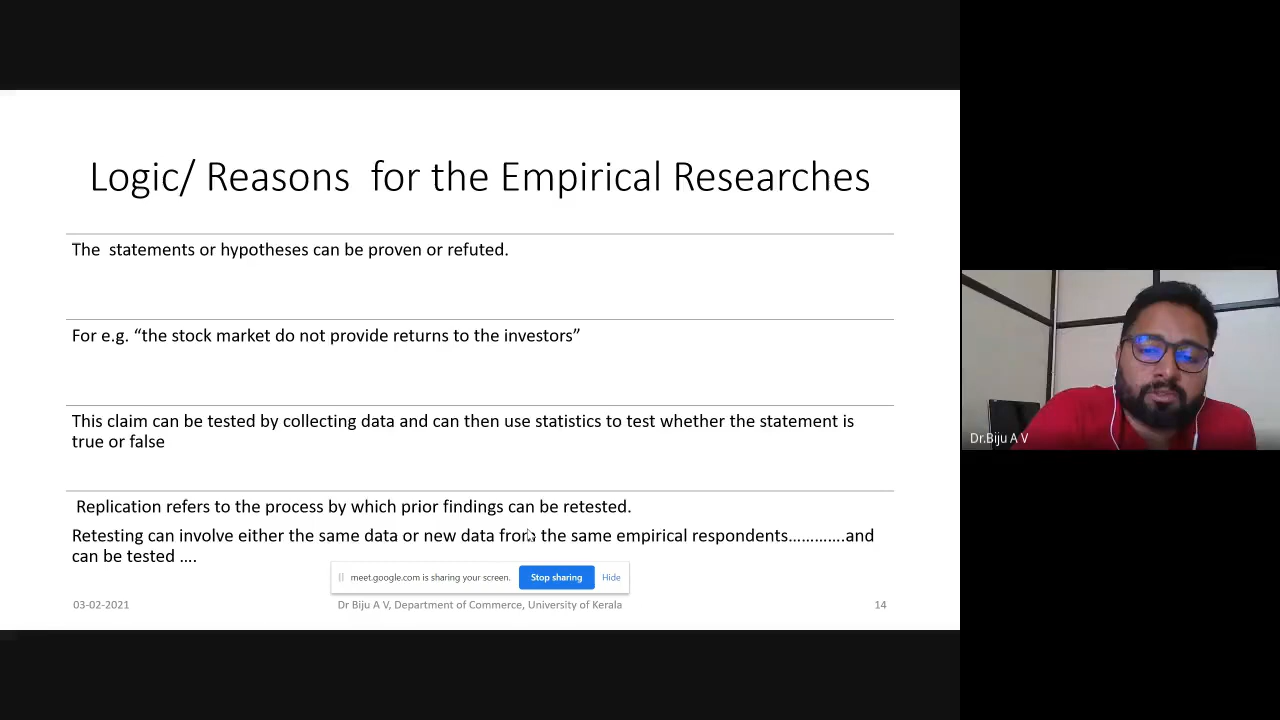 Logic/ Reasons  for the Empirical Researches
The  statements or hypotheses can be proven or refuted.
For e.g. “the stock market do not provide returns to the investors”
This claim can be tested by collecting data and can then use statistics to test whether the statement is
true or false
Replication refers to the process by which prior findings can be retested.
Retesting can involve either the same data or new data from the same empirical respondents………….and
can be tested ….
meet.google.com is sharing your screen.
Stop sharing
Hide
03-02-2021
Dr Biju A V, Department of Commerce, University of Kerala
14
Dr.Biju A V